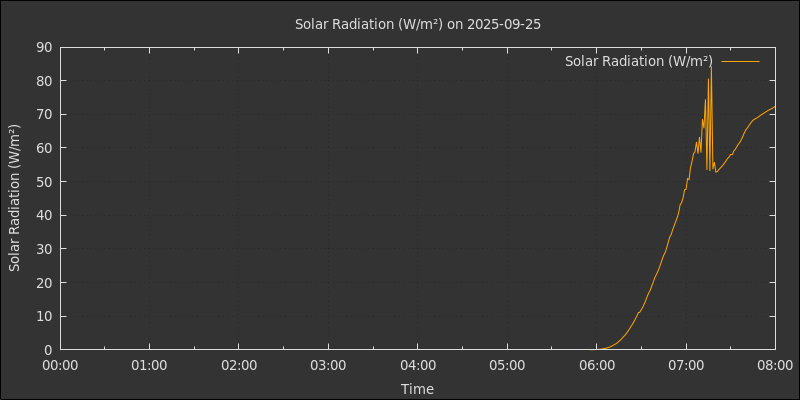 Solar Radiation (W/m²) on 2025-09-25
Solar Radiation (W/m²)
90
80
70
60
50
40
30
20
10
0
Solar Radiation (W/m²)
00:00 01:00 02:00 03:00 04:00 05:00 06:00 07:00 08:00
Time